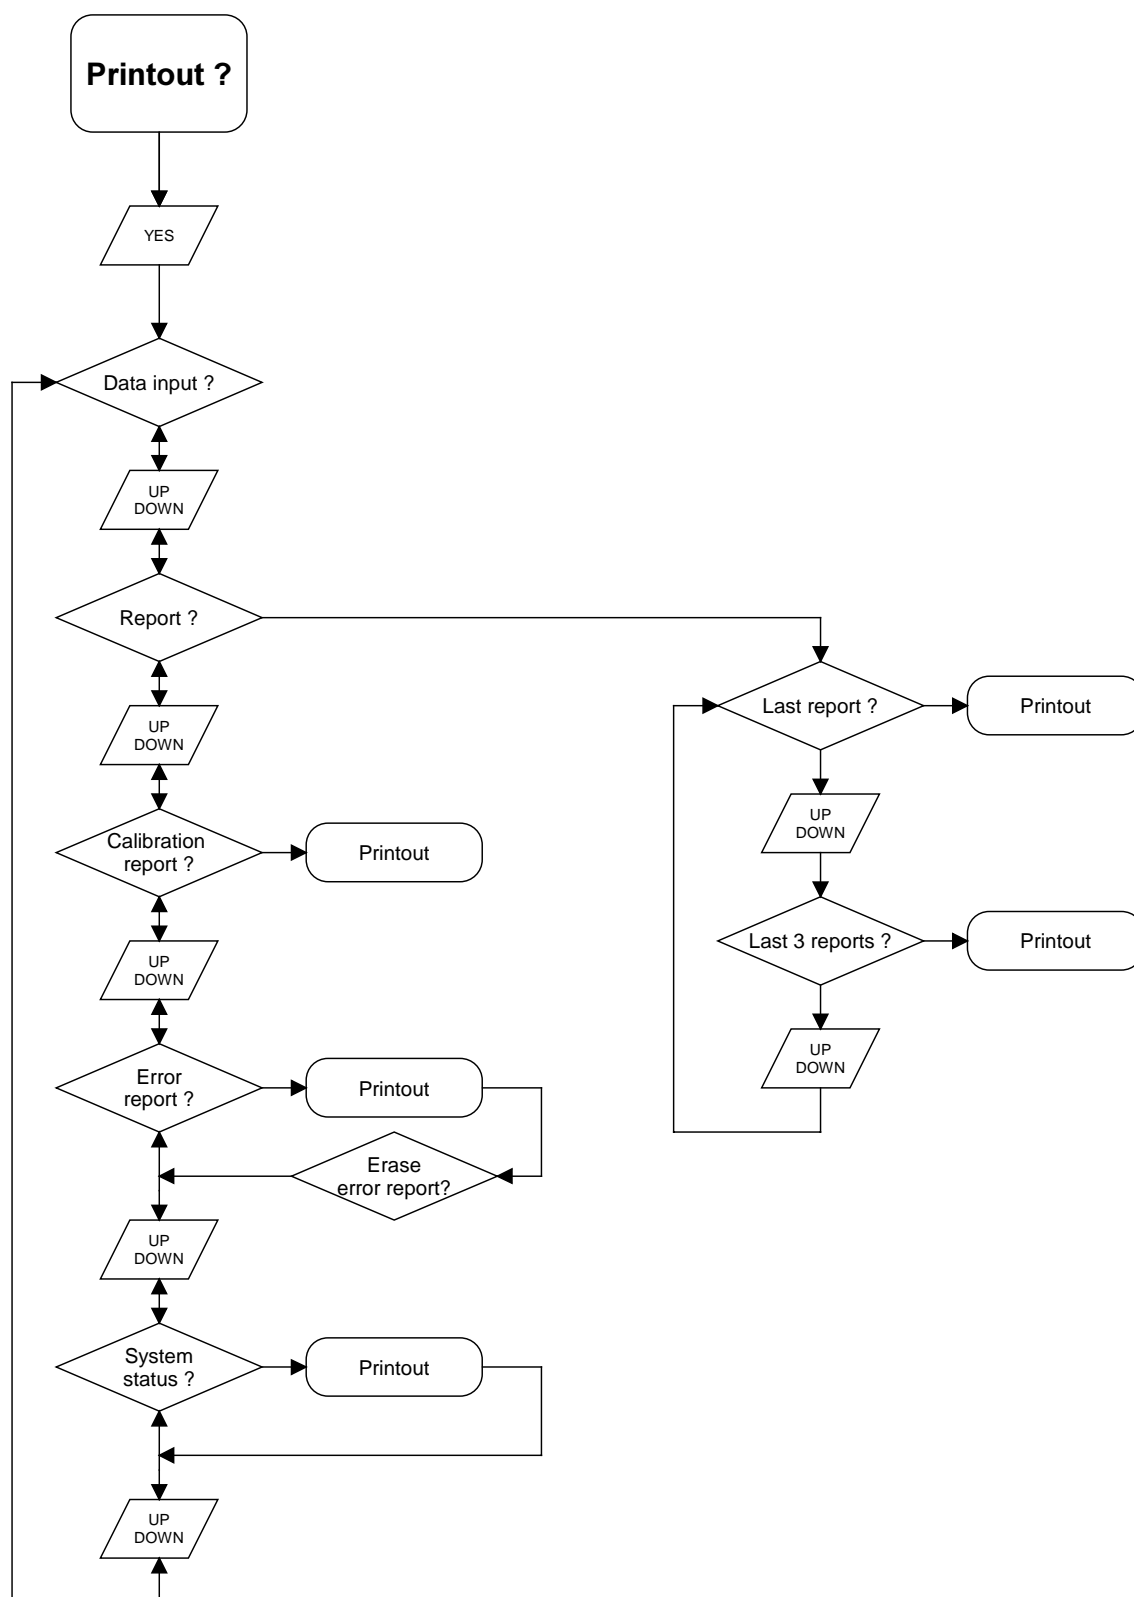 Printout ?
YES
Data input ?
UP
DOWN
Report ?
UP
DOWN
Calibration
report ?
Printout
UP
DOWN
Error
report ?
Printout
Erase
error report?
UP
DOWN
System
status ?
Printout
UP
DOWN
Last report ?
Printout
UP
DOWN
Last 3 reports ?
Printout
UP
DOWN